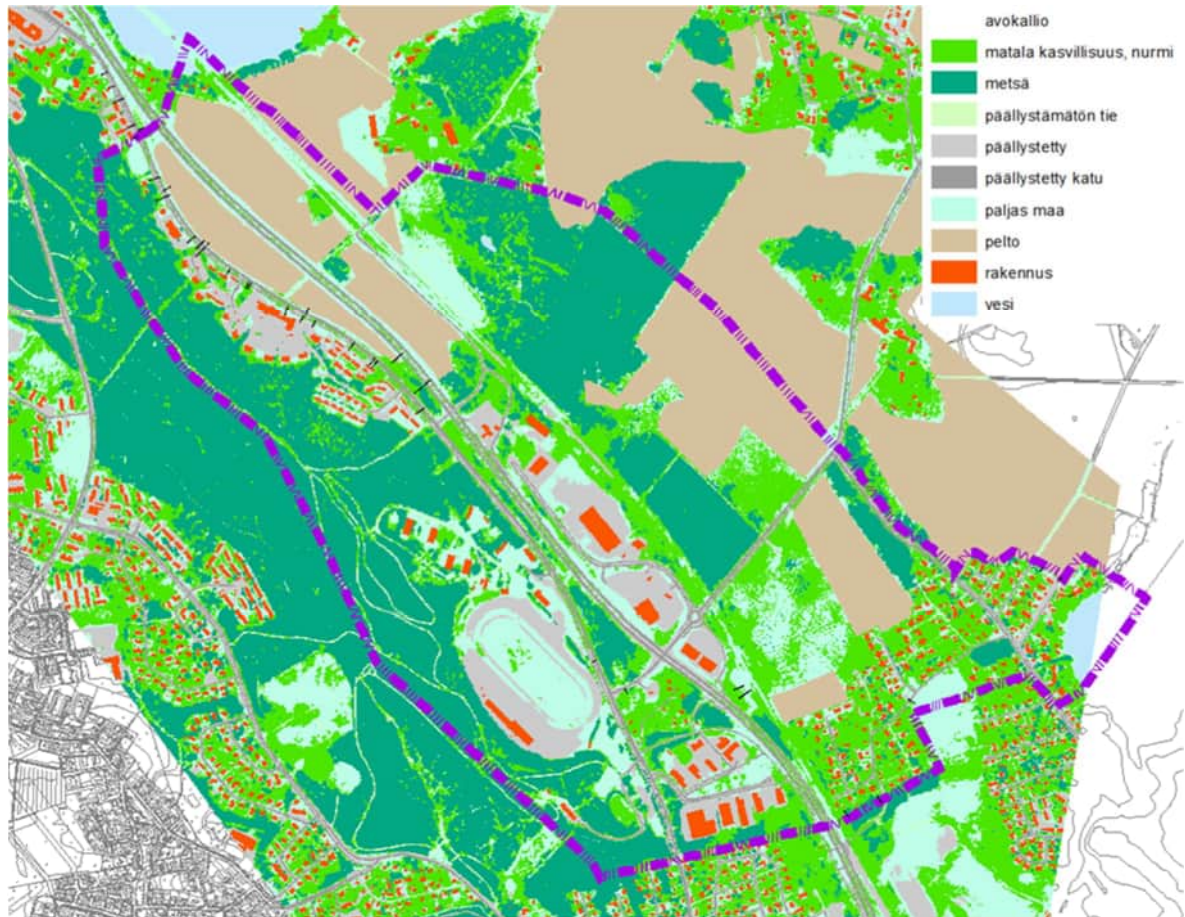 avokallio
matala kasvillisuus, nurmi
metsä
päällystämätön tie
päällystetty
päällystetty katu
paljas maa
pelto
rakennus
vesi